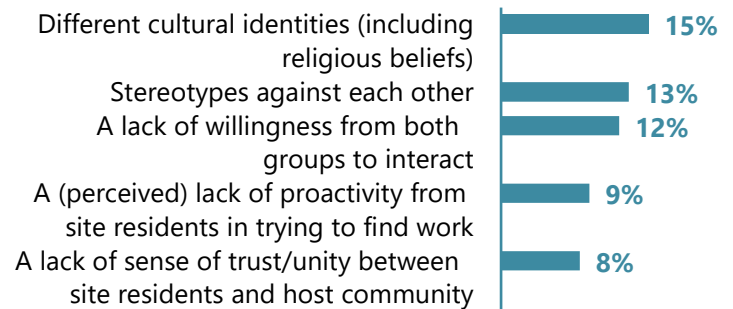 Different cultural identities (including
religious beliefs)
15%
Stereotypes against each other
13%
A lack of willingness from both
groups to interact
12%
A (perceived) lack of proactivity from
site residents in trying to find work
9%
A lack of sense of trust/unity between
site residents and host community
8%